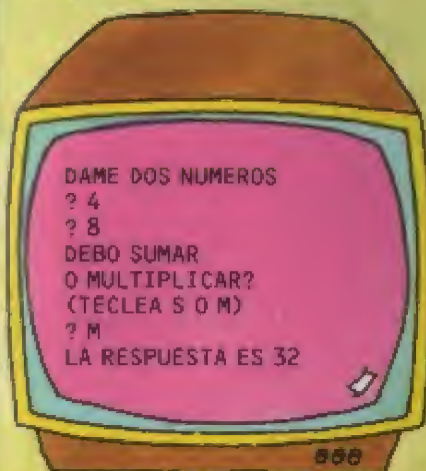 DAME DOS NUMEROS
? 4
? 8
DEBO SUMAR
O MULTIPLICAR?
(TECLEA S O M)
? M
LA RESPUESTA ES 32